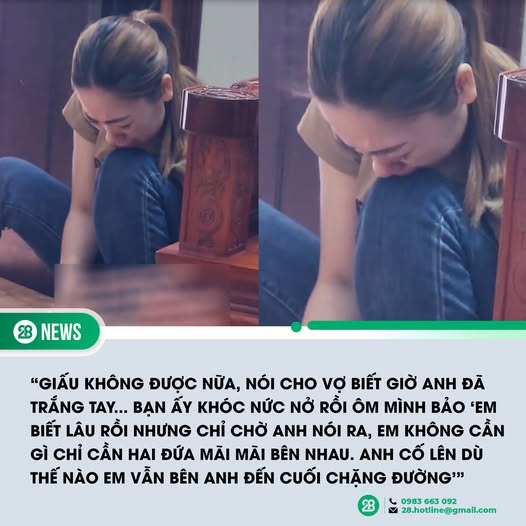 28 NEWS
“GIẤU KHÔNG ĐƯỢC NỮA, NÓI CHO VỢ BIẾT GIỜ ANH ĐÃ
TRẮNG TAY... BẠN ẤY KHÓC NỨC NỞ RỒI ÔM MÌNH BẢO ‘EM
BIẾT LÂU RỒI NHƯNG CHỈ CHỜ ANH NÓI RA, EM KHÔNG CẦN
GÌ CHỈ CẦN HAI ĐỨA MÃI MÃI BÊN NHAU. ANH CỐ LÊN DÙ
THẾ NÀO EM VẪN BÊN ANH ĐẾN CUỐI CHẶNG ĐƯỜNG’”
28
0983 663 092
28.hotline@gmail.com